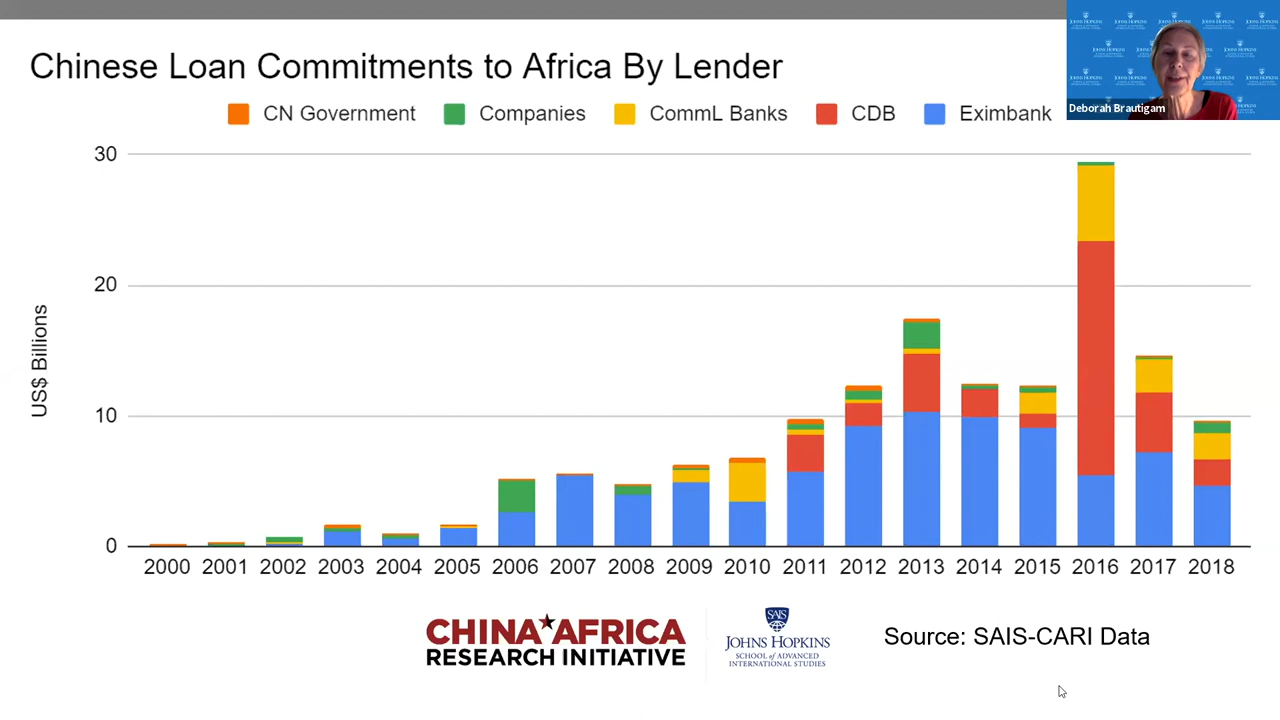 Chinese Loan Commitments to Africa By Lender
Deborah Brautigam
CN Government Companies CommL Banks CDB Eximbank
US$ Billions
30
20
10
0
2000 2001 2002 2003 2004 2005 2006 2007 2008 2009 2010 2011 2012 2013 2014 2015 2016 2017 2018
CHINA AFRICA
RESEARCH INITIATIVE
SAIS
JOHNS HOPKINS
SCHOOL of ADVANCED
INTERNATIONAL STUDIES
Source: SAIS-CARI Data